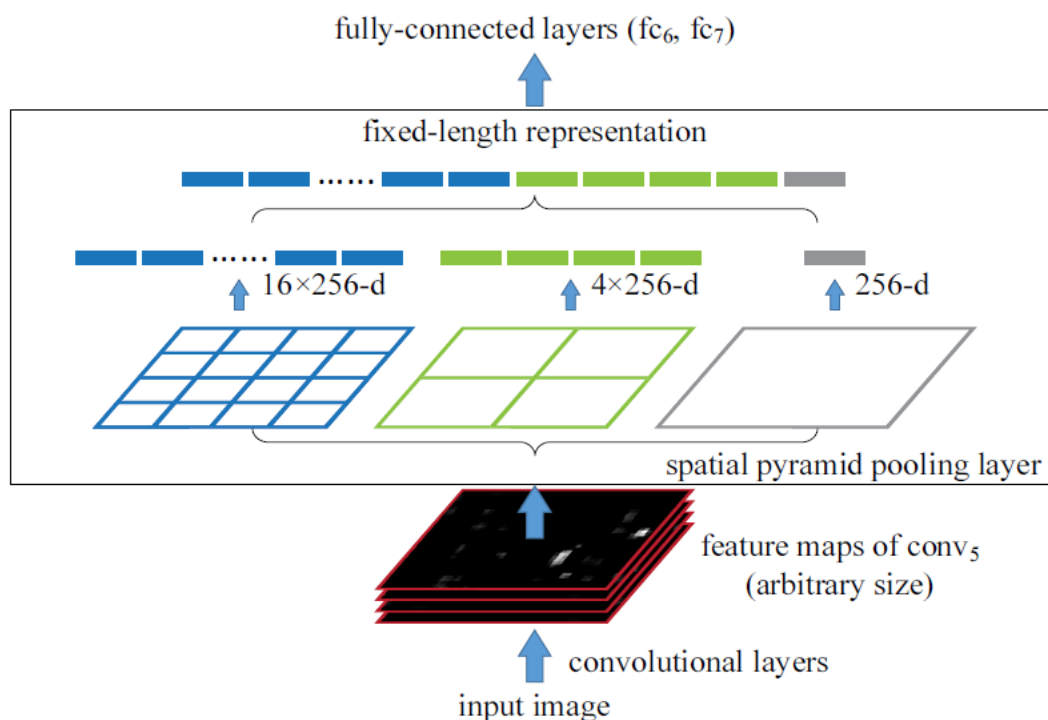 fully-connected layers (fc6, fc7)
fixed-length representation
……
……
16×256-d
4×256-d
256-d
spatial pyramid pooling layer
feature maps of conv5
(arbitrary size)
convolutional layers
input image